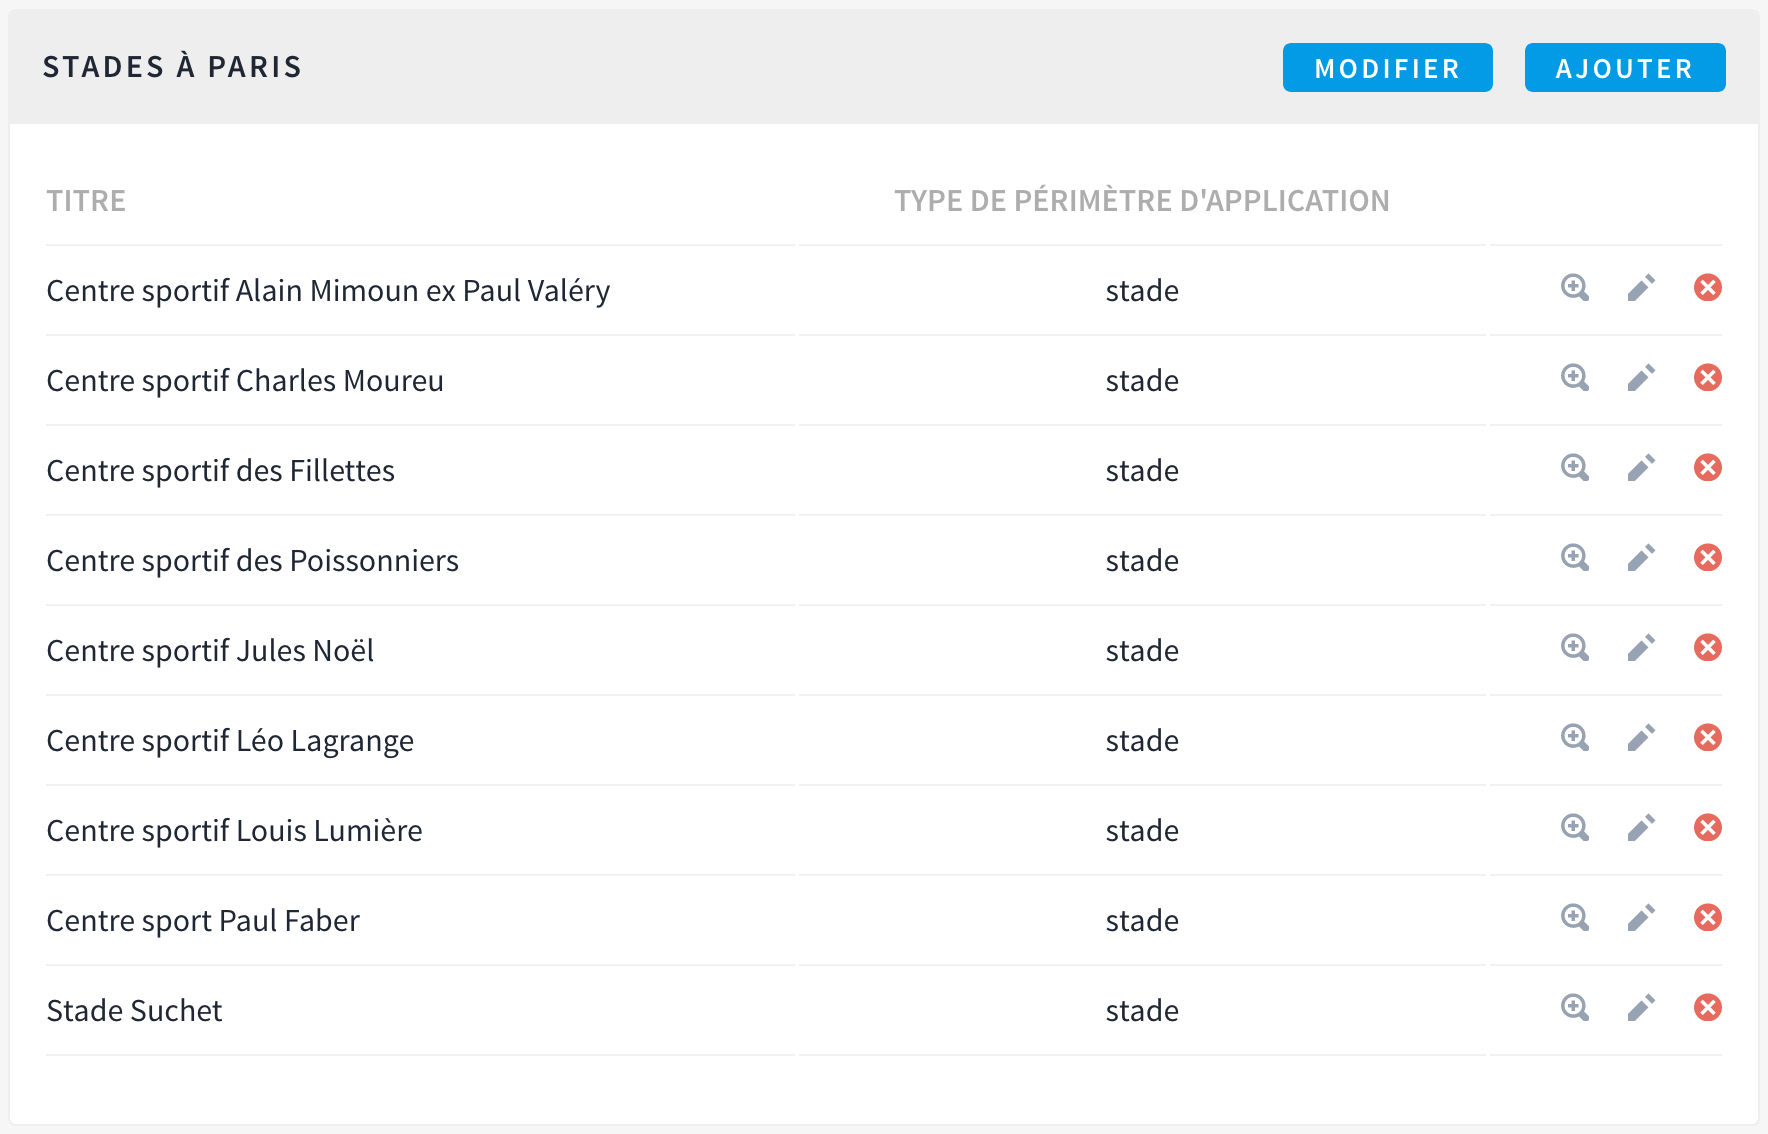 STADES À PARIS
MODIFIER
AJOUTER
TITRE
TYPE DE PÉRIMÈTRE D'APPLICATION
Centre sportif Alain Mimoun ex Paul Valéry stade
Centre sportif Charles Moureu stade
Centre sportif des Fillettes stade
Centre sportif des Poissonniers stade
Centre sportif Jules Noël stade
Centre sportif Léo Lagrange stade
Centre sportif Louis Lumière stade
Centre sport Paul Faber stade
Stade Suchet stade